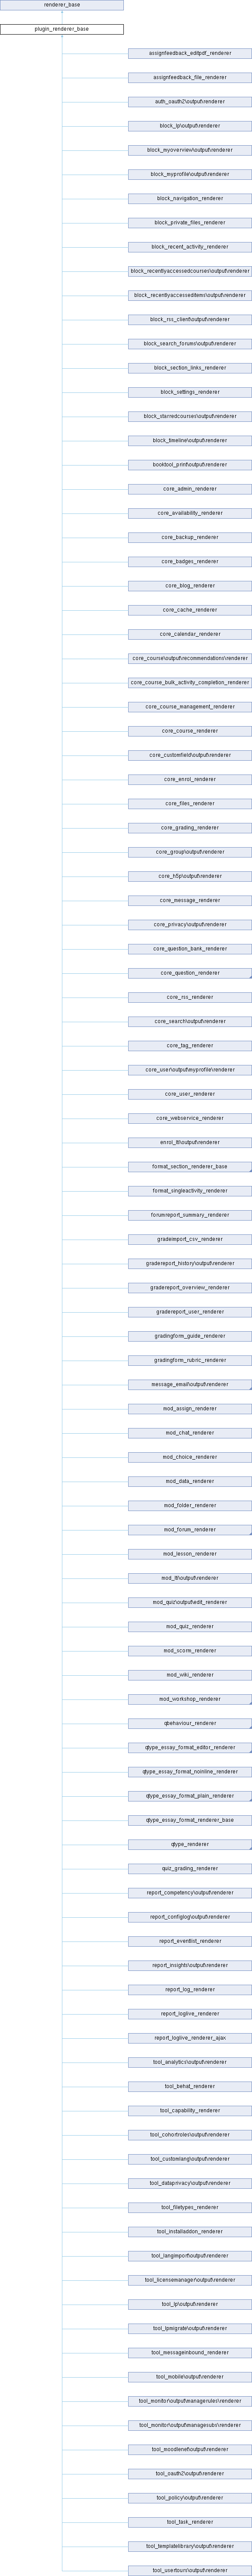 renderer_base
plugin_renderer_base
assignfeedback_editpdf_renderer
assignfeedback_file_renderer
auth_oauth2\output\renderer
block_lp\output\renderer
block_myoverview\output\renderer
block_myprofile\output\renderer
block_navigation_renderer
block_private_files_renderer
block_recent_activity_renderer
block_recentlyaccessedcourses\output\renderer
block_recentlyaccesseditems\output\renderer
block_rss_client\output\renderer
block_search_forums\output\renderer
block_section_links_renderer
block_settings_renderer
block_starredcourses\output\renderer
block_timeline\output\renderer
booktool_print\output\renderer
core_admin_renderer
core_availability_renderer
core_backup_renderer
core_badges_renderer
core_blog_renderer
core_cache_renderer
core_calendar_renderer
core_course\output\recommendations\renderer
core_course_bulk_activity_completion_renderer
core_course_management_renderer
core_course_renderer
core_customfield\output\renderer
core_enrol_renderer
core_files_renderer
core_grading_renderer
core_group\output\renderer
core_h5p\output\renderer
core_message_renderer
core_privacy\output\renderer
core_question_bank_renderer
core_question_renderer
core_rss_renderer
core_search\output\renderer
core_tag_renderer
core_user\output\myprofile\renderer
core_user_renderer
core_webservice_renderer
enrol_lti\output\renderer
format_section_renderer_base
format_singleactivity_renderer
forumreport_summary_renderer
gradeimport_csv_renderer
gradereport_history\output\renderer
gradereport_overview_renderer
gradereport_user_renderer
gradingform_guide_renderer
gradingform_rubric_renderer
message_email\output\renderer
mod_assign_renderer
mod_chat_renderer
mod_choice_renderer
mod_data_renderer
mod_folder_renderer
mod_forum_renderer
mod_lesson_renderer
mod_lti\output\renderer
mod_quiz\output\edit_renderer
mod_quiz_renderer
mod_scorm_renderer
mod_wiki_renderer
mod_workshop_renderer
qbehaviour_renderer
qtype_essay_format_editor_renderer
qtype_essay_format_noinline_renderer
qtype_essay_format_plain_renderer
qtype_essay_format_renderer_base
qtype_renderer
quiz_grading_renderer
report_competency\output\renderer
report_configlog\output\renderer
report_eventlist_renderer
report_insights\output\renderer
report_log_renderer
report_loglive_renderer
report_loglive_renderer_ajax
tool_analytics\output\renderer
tool_behat_renderer
tool_capability_renderer
tool_cohortroles\output\renderer
tool_customlang\output\renderer
tool_dataprivacy\output\renderer
tool_filetypes_renderer
tool_installaddon_renderer
tool_langimport\output\renderer
tool_licensemanager\output\renderer
tool_lp\output\renderer
tool_lpmigrate\output\renderer
tool_messageinbound_renderer
tool_mobile\output\renderer
tool_monitor\output\managerules\renderer
tool_monitor\output\managesubs\renderer
tool_moodlenet\output\renderer
tool_oauth2\output\renderer
tool_policy\output\renderer
tool_task_renderer
tool_templatelibrary\output\renderer
tool_usertours\output\renderer